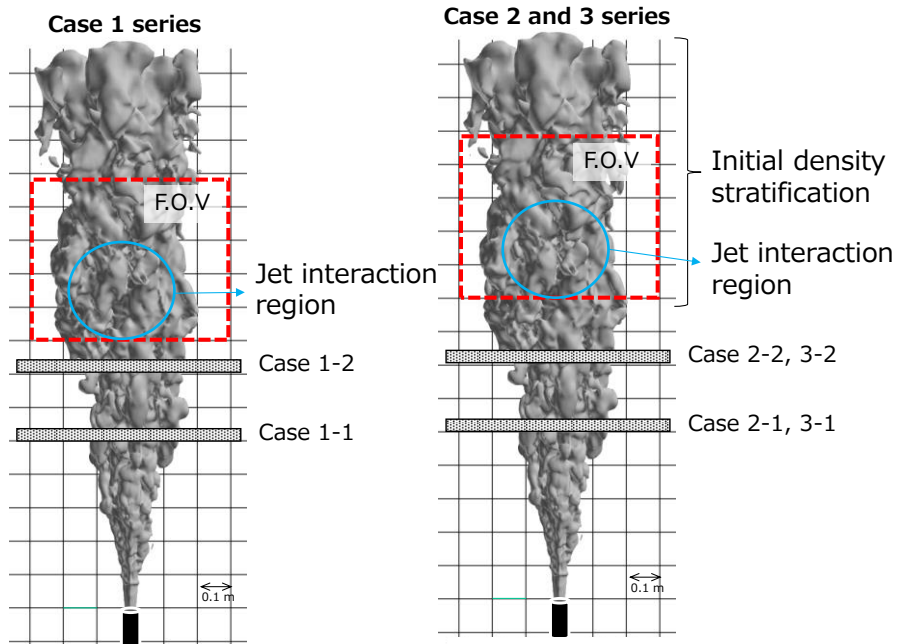 Case 1 series
F.O.V
Jet interaction
region
Case 1-2
Case 1-1
0.1 m
Case 2 and 3 series
F.O.V
Initial density
stratification
Jet interaction
region
Case 2-2, 3-2
Case 2-1, 3-1
0.1 m